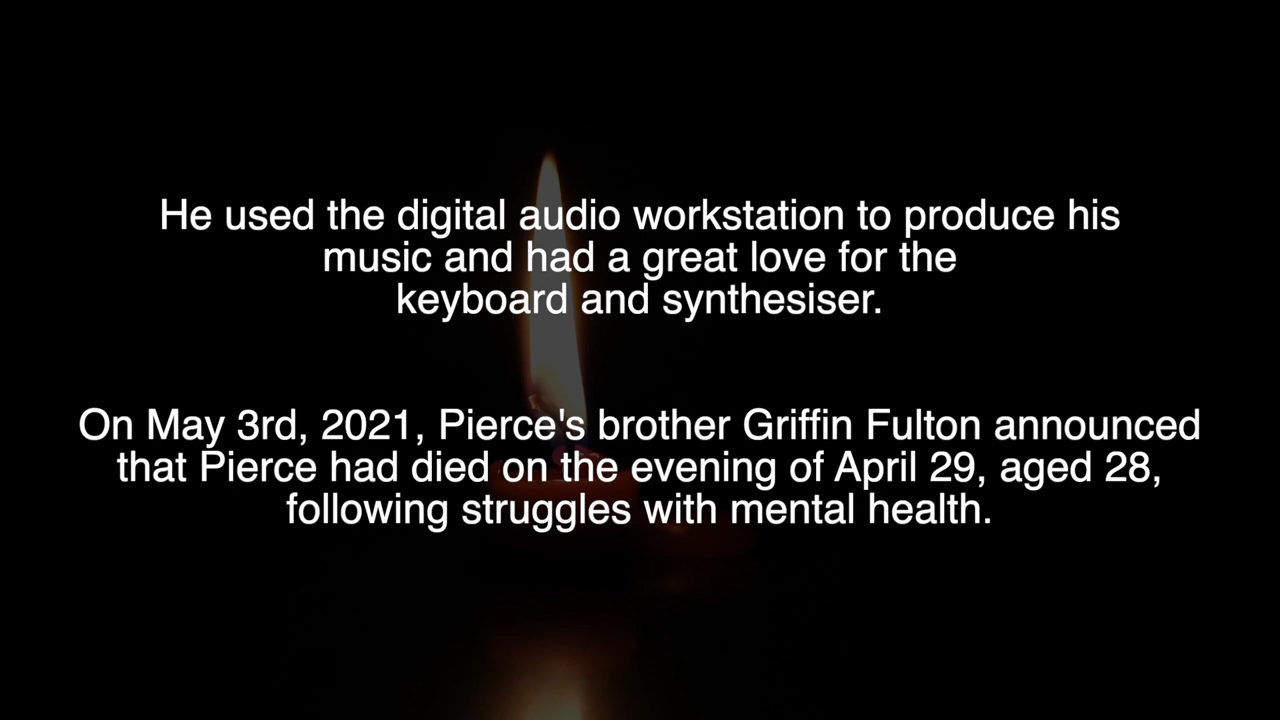 He used the digital audio workstation to produce his
music and had a great love for the
keyboard and synthesiser.
On May 3rd, 2021, Pierce's brother Griffin Fulton announced
that Pierce had died on the evening of April 29, aged 28,
following struggles with mental health.